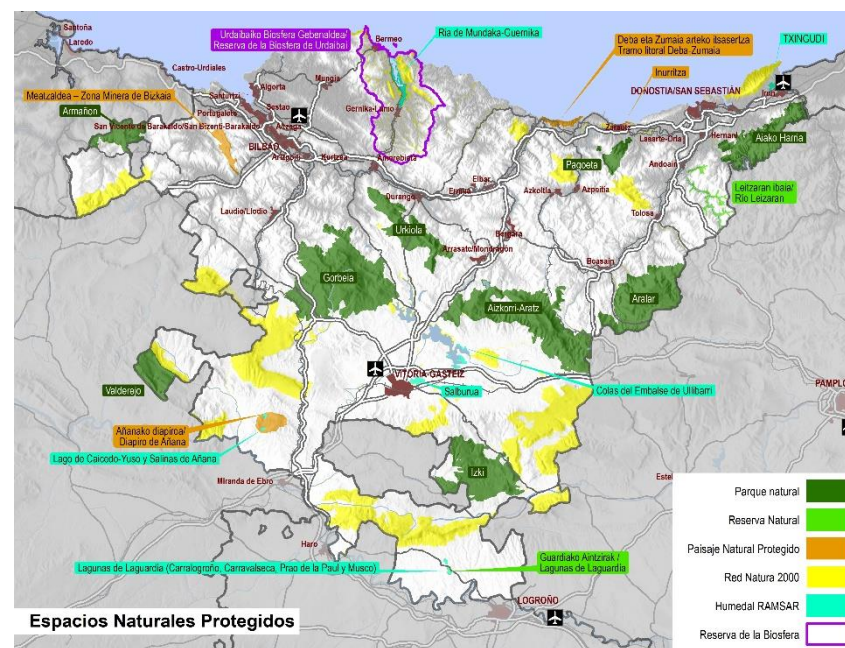 Santoña
Laredo
Castro-Urdiales
Urdaibaiko Biosfera Gebenaldea/
Reserva de la Biosfera de Urdaibai
Bermeo
Ria de Mundaka-Guernika
Deba eta Zumaia arteko itsasertza
Tramo litoral Deba-Zumaia
TXINGUDI
Inurritza
DONOSTIA/SAN SEBASTIÁN
Irun
Meatzaldea – Zona Minera de Bizkaia
Armañon
Santurtzi
Portugalete
Algorta
Sestao
Mungia
San Vicente de Barakaldo/San Bizenti-Barakaldo
BILBAO
Arrigorri
Gernika-Lumo
Amorebieta
Zarautz
Lasarte-Oria
Hernani
Andoain
Aiako Harria
Pagoeta
Leitzaran ibaia/
Río Leizaran
Durango
Ermua
Eibar
Azkoitia
Azpeitia
Tolosa
Laudio/Llodio
Urkiola
Bergara
Arrasate/Mondragón
Beasain
Gorbeia
Aizkorri-Aratz
Aralar
Valderejo
VITORIA-GASTEIZ
Salburua
Colas del Embalse de Ullibarri
PAMPLO
Añanako diapiroa/
Diapiro de Añana
Lago de Caicedo-Yuso y Salinas de Añana
Miranda de Ebro
Izki
Estel
Haro
Lagunas de Laguardia (Carralogroño, Carravalseca, Prao de la Paul y Musco)
Guardiako Aintzirak /
Lagunas de Laguardia
LOGROÑO
Espacios Naturales Protegidos
Parque natural
Reserva Natural
Paisaje Natural Protegido
Red Natura 2000
Humedal RAMSAR
Reserva de la Biosfera